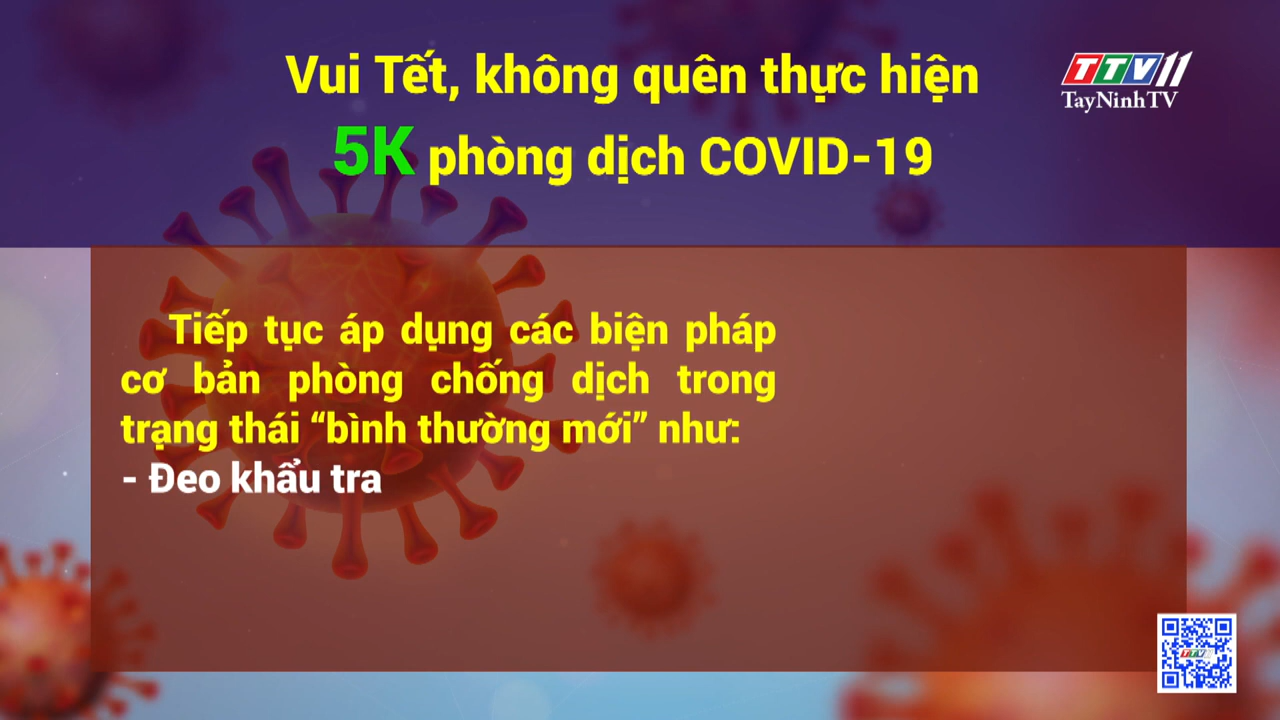 Vui Tết, không quên thực hiện
5K phòng dịch COVID-19
TTV11
TayNinhTV
Tiếp tục áp dụng các biện pháp
cơ bản phòng chống dịch trong
trạng thái “bình thường mới” như:
- Đeo khẩu tra
TTV11